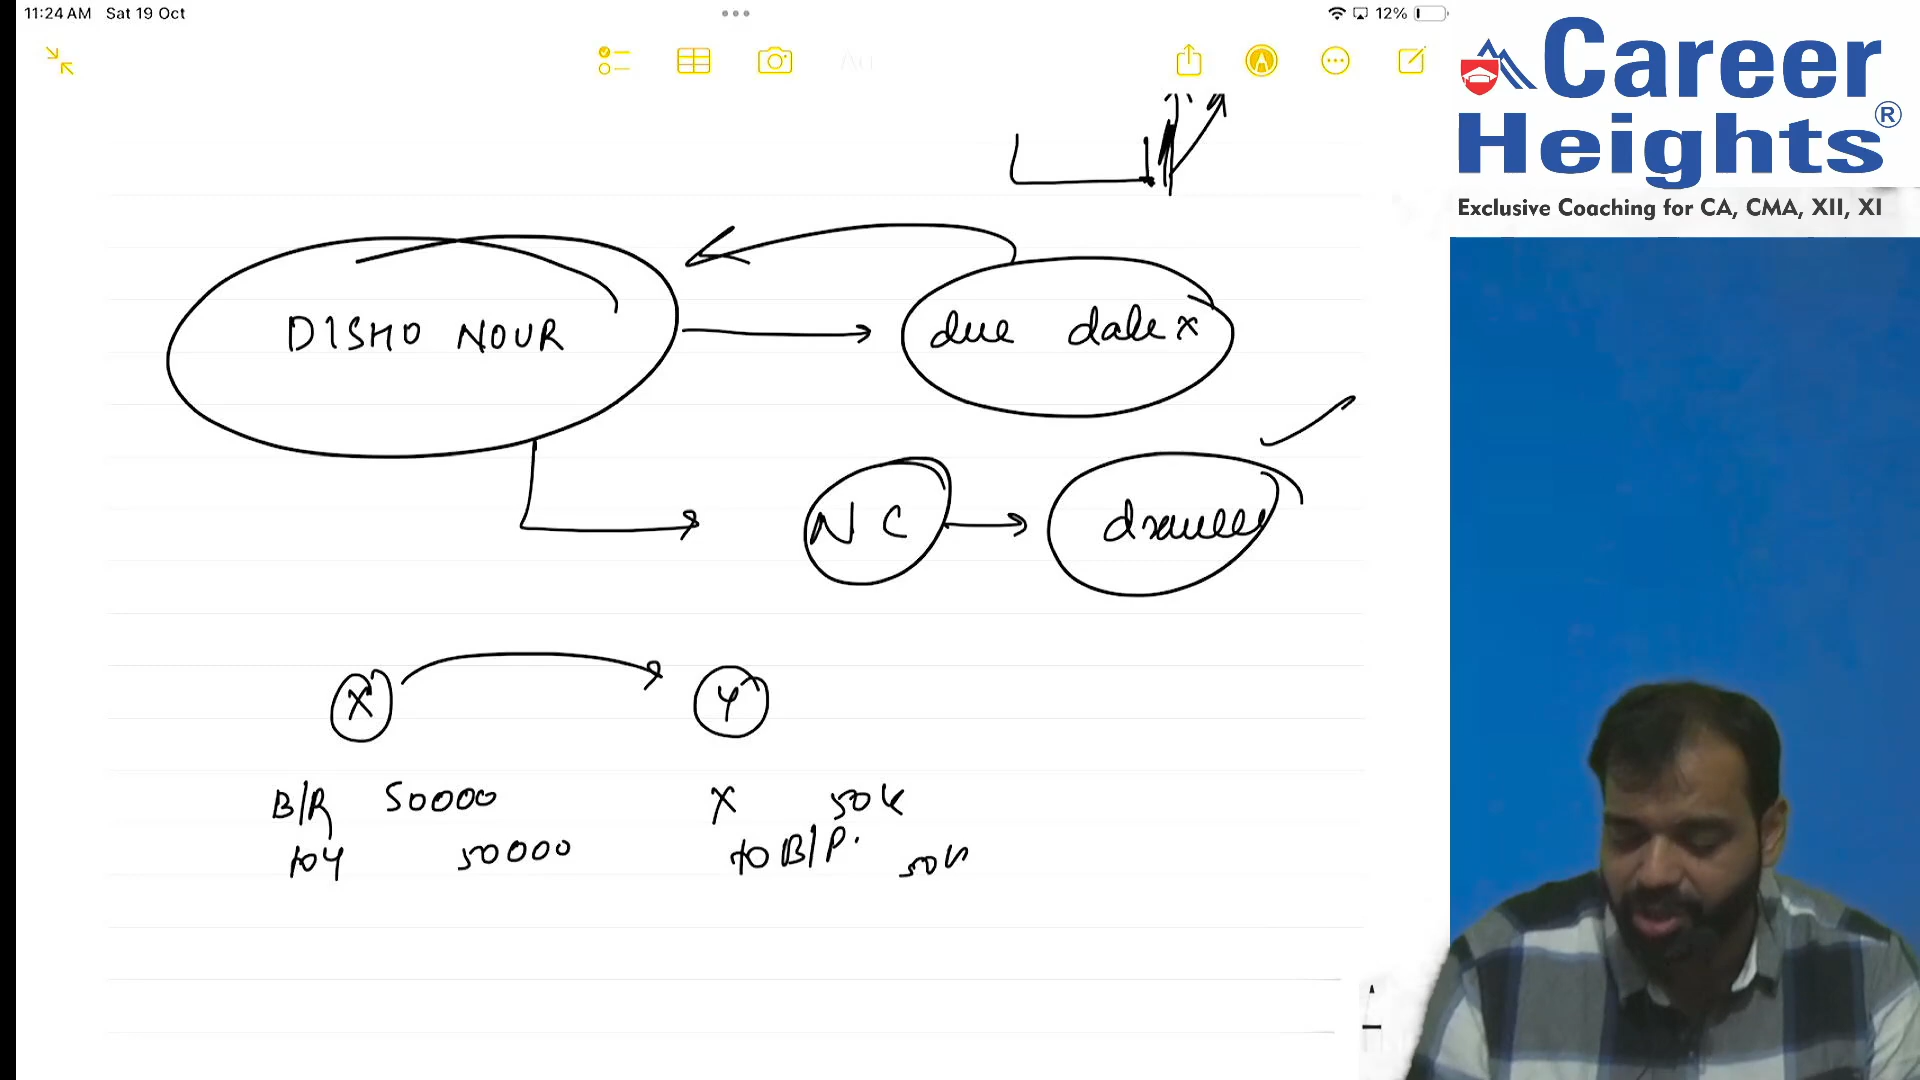 11:24 AM Sat 19 Oct
12%
Career
Heights®
Exclusive Coaching for CA, CMA, XII, XI
DISHO NOUR
due date x
N C
drawee
X
Y
B/R 50000
to Y 50000
X 50K
to B/P. 50K